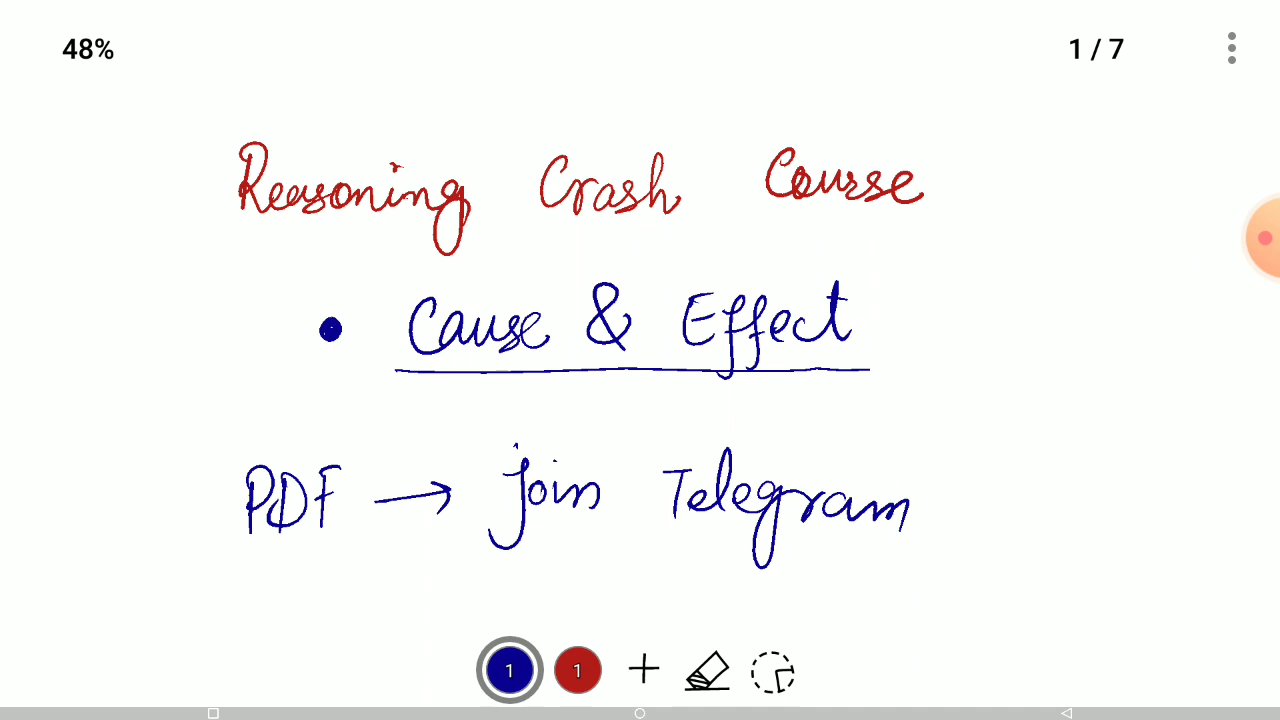 48%
1 / 7
Reasoning Crash Course
• Cause & Effect
PDF → join Telegram
1
1